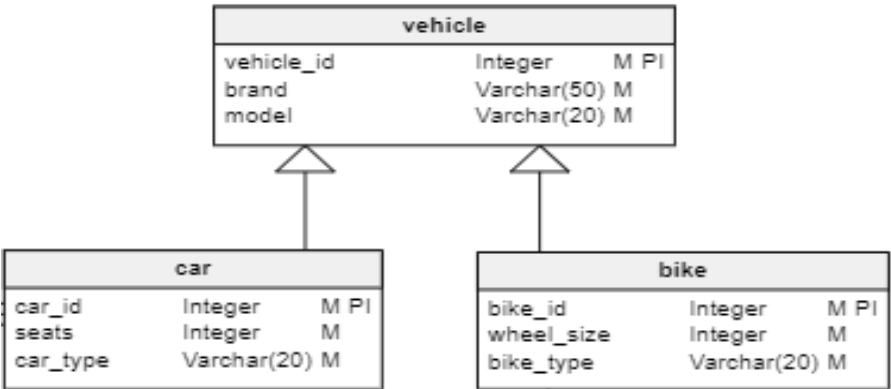 vehicle
vehicle_id Integer M PI
brand Varchar(50) M
model Varchar(20) M
car
car_id Integer M PI
seats Integer M
car_type Varchar(20) M
bike
bike_id Integer M PI
wheel_size Integer M
bike_type Varchar(20) M